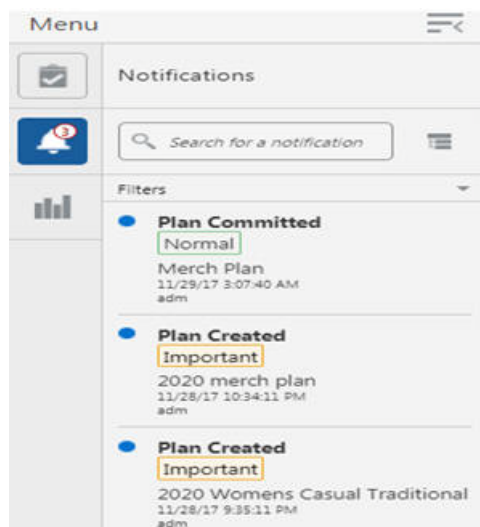 Menu
Notifications
3
Search for a notification
Filters
Plan Committed
Normal
Merch Plan
11/29/17 3:07:40 AM
adm
Plan Created
Important
2020 merch plan
11/28/17 10:34:11 PM
adm
Plan Created
Important
2020 Womens Casual Traditional
11/28/17 9:35:11 PM
adm